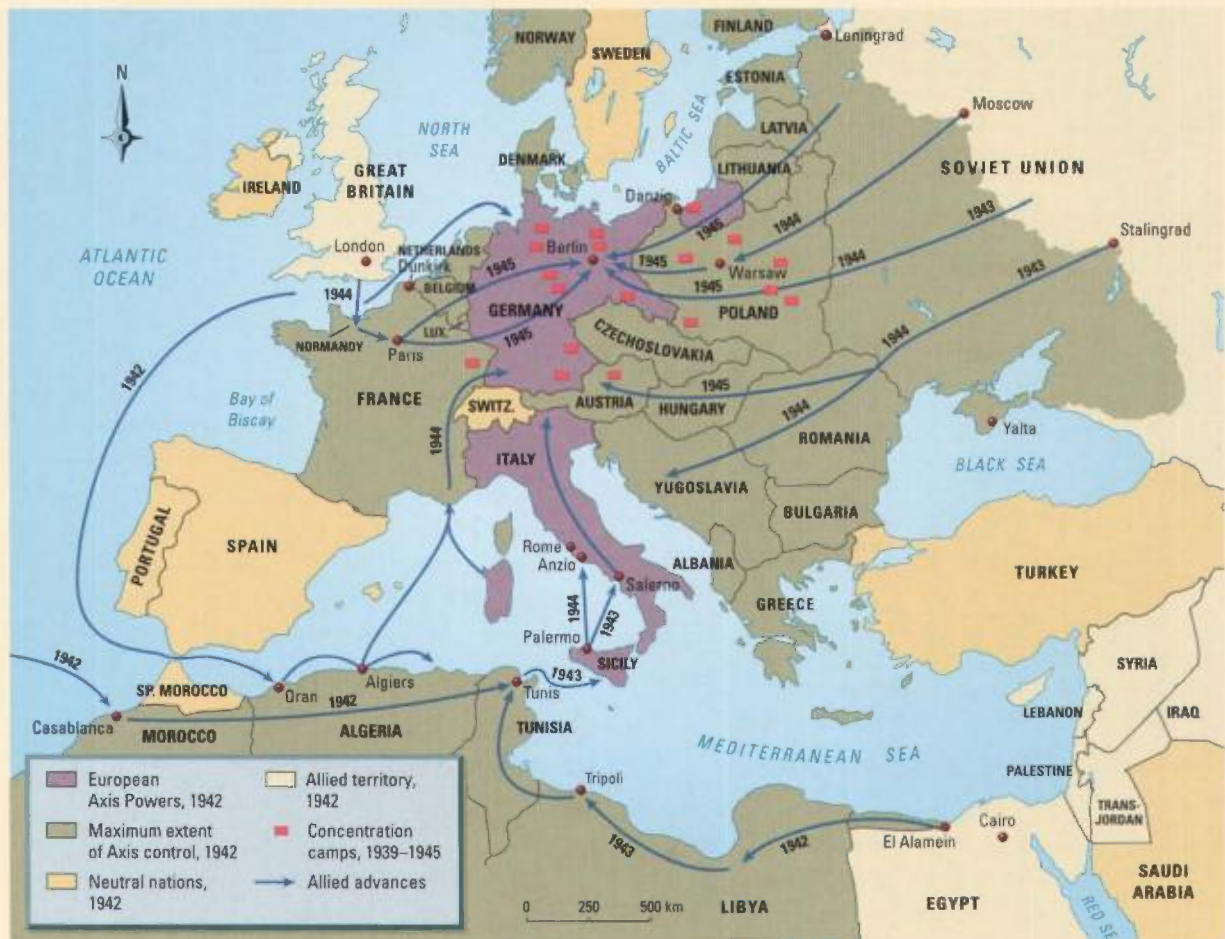 NORWAY
FINLAND
SWEDEN
Leningrad
ESTONIA
N
Moscow
NORTH
SEA
BALTIC SEA
LATVIA
DENMARK
LITHUANIA
GREAT
BRITAIN
SOVIET UNION
IRELAND
Danzig
1945
1944
1943
Stalingrad
ATLANTIC
OCEAN
London
NETHERLANDS
Dunkirk
Berlin
1945
1945
Warsaw
1944
1943
1944
BELGIUM
1945
GERMANY
POLAND
LUX.
NORMANDY
Paris
1945
CZECHOSLOVAKIA
1944
1942
Bay of
Biscay
FRANCE
SWITZ.
AUSTRIA
HUNGARY
1945
1944
Yalta
1944
ITALY
ROMANIA
BLACK SEA
YUGOSLAVIA
BULGARIA
PORTUGAL
SPAIN
Rome
Anzio
ALBANIA
TURKEY
Salerno
GREECE
1944
1943
Palermo
SICILY
1942
SP. MOROCCO
Oran
Algiers
1942
Tunis
1943
SYRIA
Casablanca
MOROCCO
ALGERIA
TUNISIA
LEBANON
IRAQ
MEDITERRANEAN SEA
PALESTINE
Tripoli
TRANS-
JORDAN
El Alamein
Cairo
1943
1942
SAUDI
ARABIA
LIBYA
EGYPT
RED SE
European
Axis Powers, 1942
Maximum extent
of Axis control, 1942
Neutral nations,
1942
Allied territory,
1942
Concentration
camps, 1939–1945
Allied advances
0 250 500 km